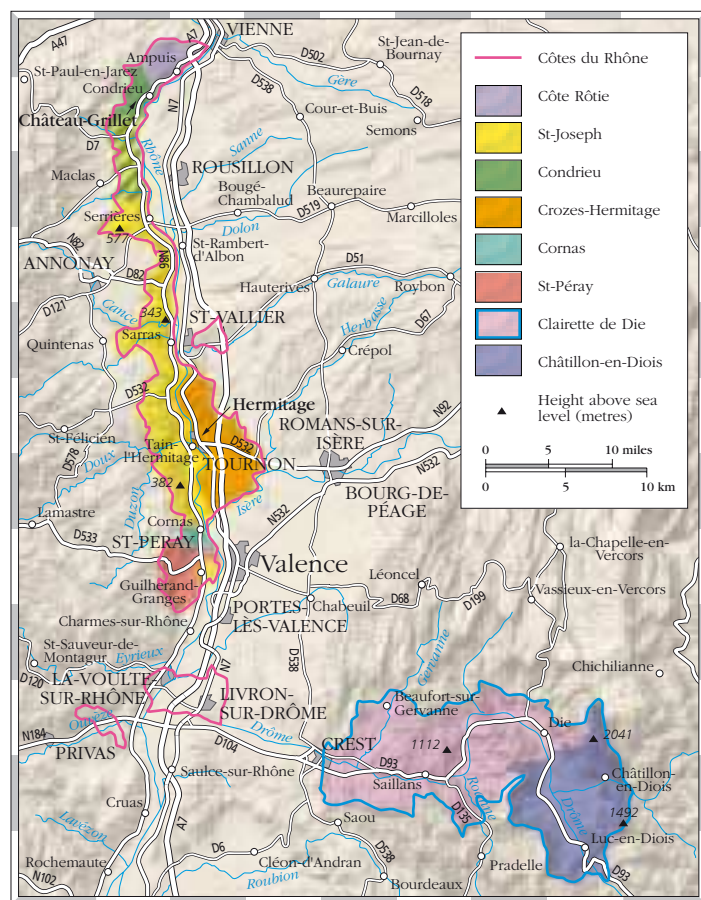 A47
A7
VIENNE
Ampuis
D502
St-Jean-de-
Bournay
St-Paul-en-Jarez
Condrieu
Gère
N7
D538
D518
Château-Grillet
Cour-et-Buis
Semons
D7
Rhône
Sanne
Maclas
ROUSILLON
Bougé-
Chambalud
Beaurepaire
Serrières
D519
Marcilloles
577
Dolon
N82
St-Rambert-
d'Albon
N86
ANNONAY
D82
D51
Hauterives
Galaure
Roybon
D121
Cance
343
ST-VALLIER
Herbasse
D67
Quintenas
Sarras
Crépol
D532
Hermitage
N92
ROMANS-SUR-
ISÈRE
St-Félicien
Tain-
l'Hermitage
D532
D578
Doux
TOURNON
N532
382
BOURG-DE-
PÉAGE
Isère
Lamastre
Duzon
Cornas
N532
D533
ST-PERAY
la-Chapelle-en-
Vercors
Valence
Léoncel
Guilherand-
Granges
D68
D199
Vassieux-en-Vercors
PORTES-
LÈS-VALENCE
Chabeuil
Charmes-sur-Rhône
St-Sauveur-de-
Montagut
Eyrieux
Gervanne
D538
N7
Chichilianne
D120
LA-VOULTE-
SUR-RHÔNE
LIVRON-
SUR-DRÔME
Beaufort-sur-
Gervanne
Ouvèze
Die
2041
N184
Drôme
CREST
1112
PRIVAS
D104
D93
Châtillon-
en-Diois
Saulce-sur-Rhône
Saillans
Roanne
Drôme
1492
Cruas
D135
Saou
Luc-en-Diois
Lavézon
A7
D6
D538
Rochemaute
Cléon-d'Andran
Pradelle
D93
N102
Roubion
Bourdeaux
Côtes du Rhône
Côte Rôtie
St-Joseph
Condrieu
Crozes-Hermitage
Cornas
St-Péray
Clairette de Die
Châtillon-en-Diois
Height above sea
level (metres)
0 5 10 miles
0 5 10 km